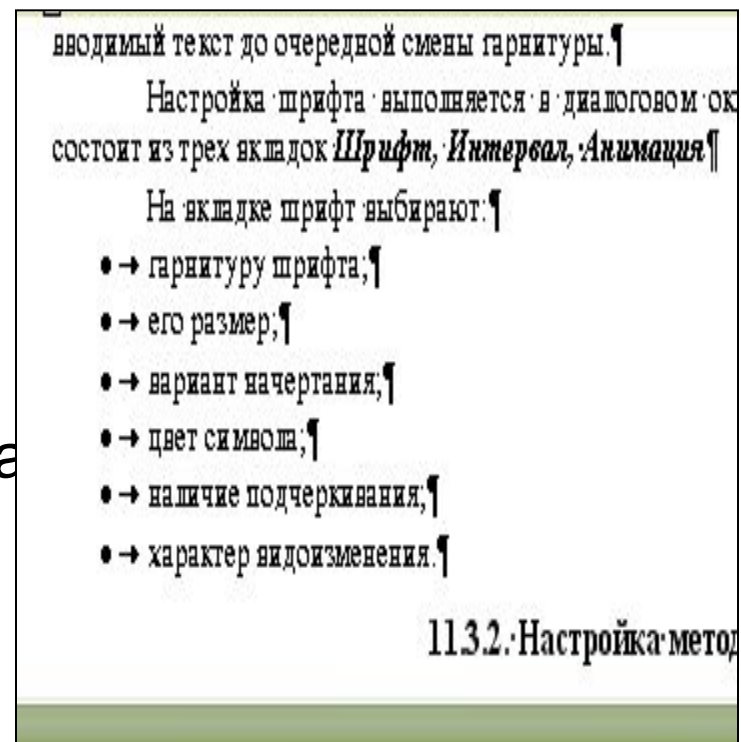 вводимый текст до очередной смены гарнитуры.¶
Настройка·шрифта·выполняется·в·диалоговом·ок
состоит из трех вкладок Шрифт,·Интервал,·Анимация¶
На вкладке шрифт выбирают:¶
•→гарнитуру шрифта;¶
•→его размер;¶
•→вариант начертания;¶
•→цвет символа;¶
а
•→наличие подчеркивания;¶
•→характер видоизменения.¶
11.3.2.·Настройка·метод